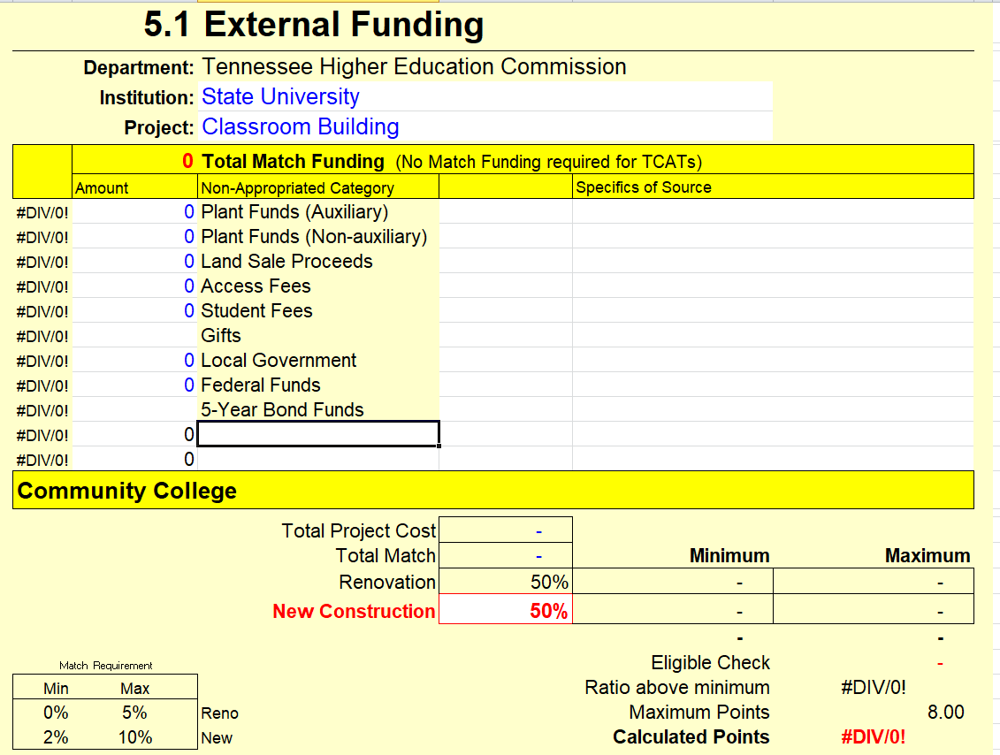 5.1 External Funding
Department: Tennessee Higher Education Commission
Institution: State University
Project: Classroom Building
0 Total Match Funding (No Match Funding required for TCATs)
Amount Non-Appropriated Category Specifics of Source
#DIV/0! 0 Plant Funds (Auxiliary)
#DIV/0! 0 Plant Funds (Non-auxiliary)
#DIV/0! 0 Land Sale Proceeds
#DIV/0! 0 Access Fees
#DIV/0! 0 Student Fees
#DIV/0! Gifts
#DIV/0! 0 Local Government
#DIV/0! 0 Federal Funds
#DIV/0! 5-Year Bond Funds
#DIV/0! 0
#DIV/0! 0
Community College
Total Project Cost -
Total Match - Minimum Maximum
Renovation 50% - -
New Construction 50% - -
- -
Match Requirement Eligible Check -
Min Max Ratio above minimum #DIV/0!
0% 5% Reno Maximum Points 8.00
2% 10% New Calculated Points #DIV/0!